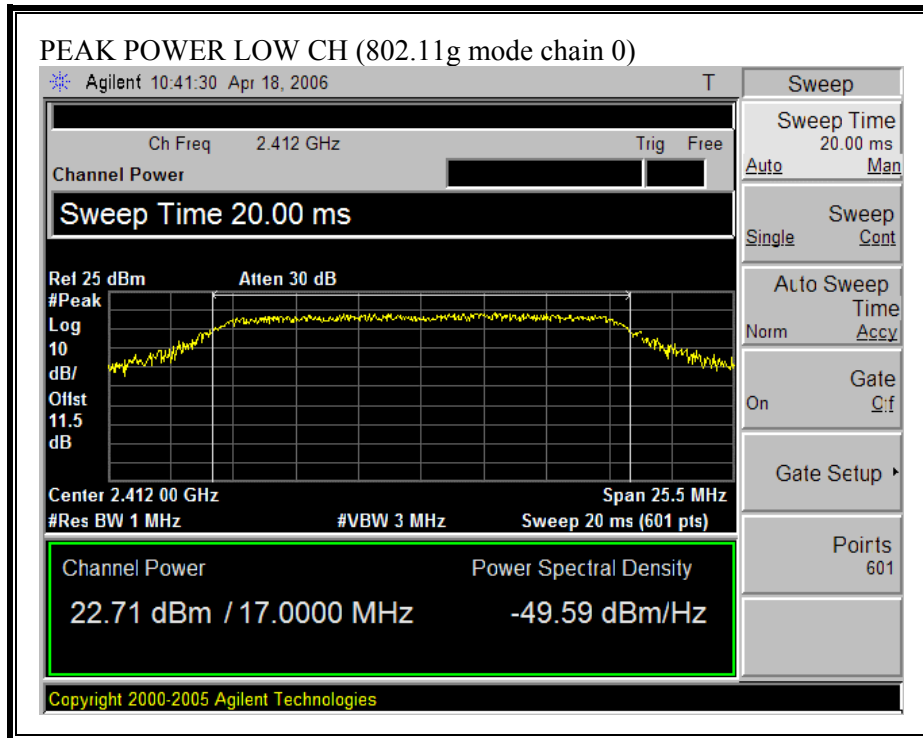 PEAK POWER LOW CH (802.11g mode chain 0)
Agilent 10:41:30 Apr 18, 2006 T
Ch Freq 2.412 GHz Trig Free
Channel Power
Sweep Time 20.00 ms
Ref 25 dBm Atten 30 dB
#Peak
Log
10
dB/
Offst
11.5
dB
Center 2.412 00 GHz Span 25.5 MHz
#Res BW 1 MHz #VBW 3 MHz Sweep 20 ms (601 pts)
Channel Power Power Spectral Density
22.71 dBm / 17.0000 MHz -49.59 dBm/Hz
Copyright 2000-2005 Agilent Technologies
Sweep
Sweep Time
20.00 ms
Auto Man
Sweep
Single Cont
Auto Sweep
Time
Norm Accy
Gate
On Off
Gate Setup
Points
601